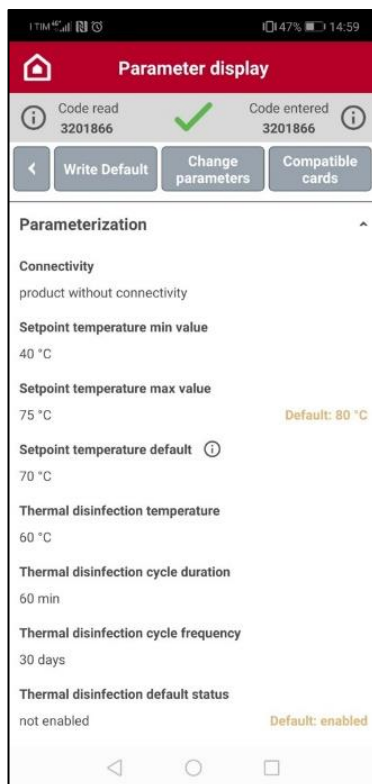 I TIM 4G 47% 14:59
Parameter display
Code read
3201866
Code entered
3201866
Write Default
Change
parameters
Compatible
cards
Parameterization
Connectivity
product without connectivity
Setpoint temperature min value
40 °C
Setpoint temperature max value
75 °C Default: 80 °C
Setpoint temperature default
70 °C
Thermal disinfection temperature
60 °C
Thermal disinfection cycle duration
60 min
Thermal disinfection cycle frequency
30 days
Thermal disinfection default status
not enabled Default: enabled